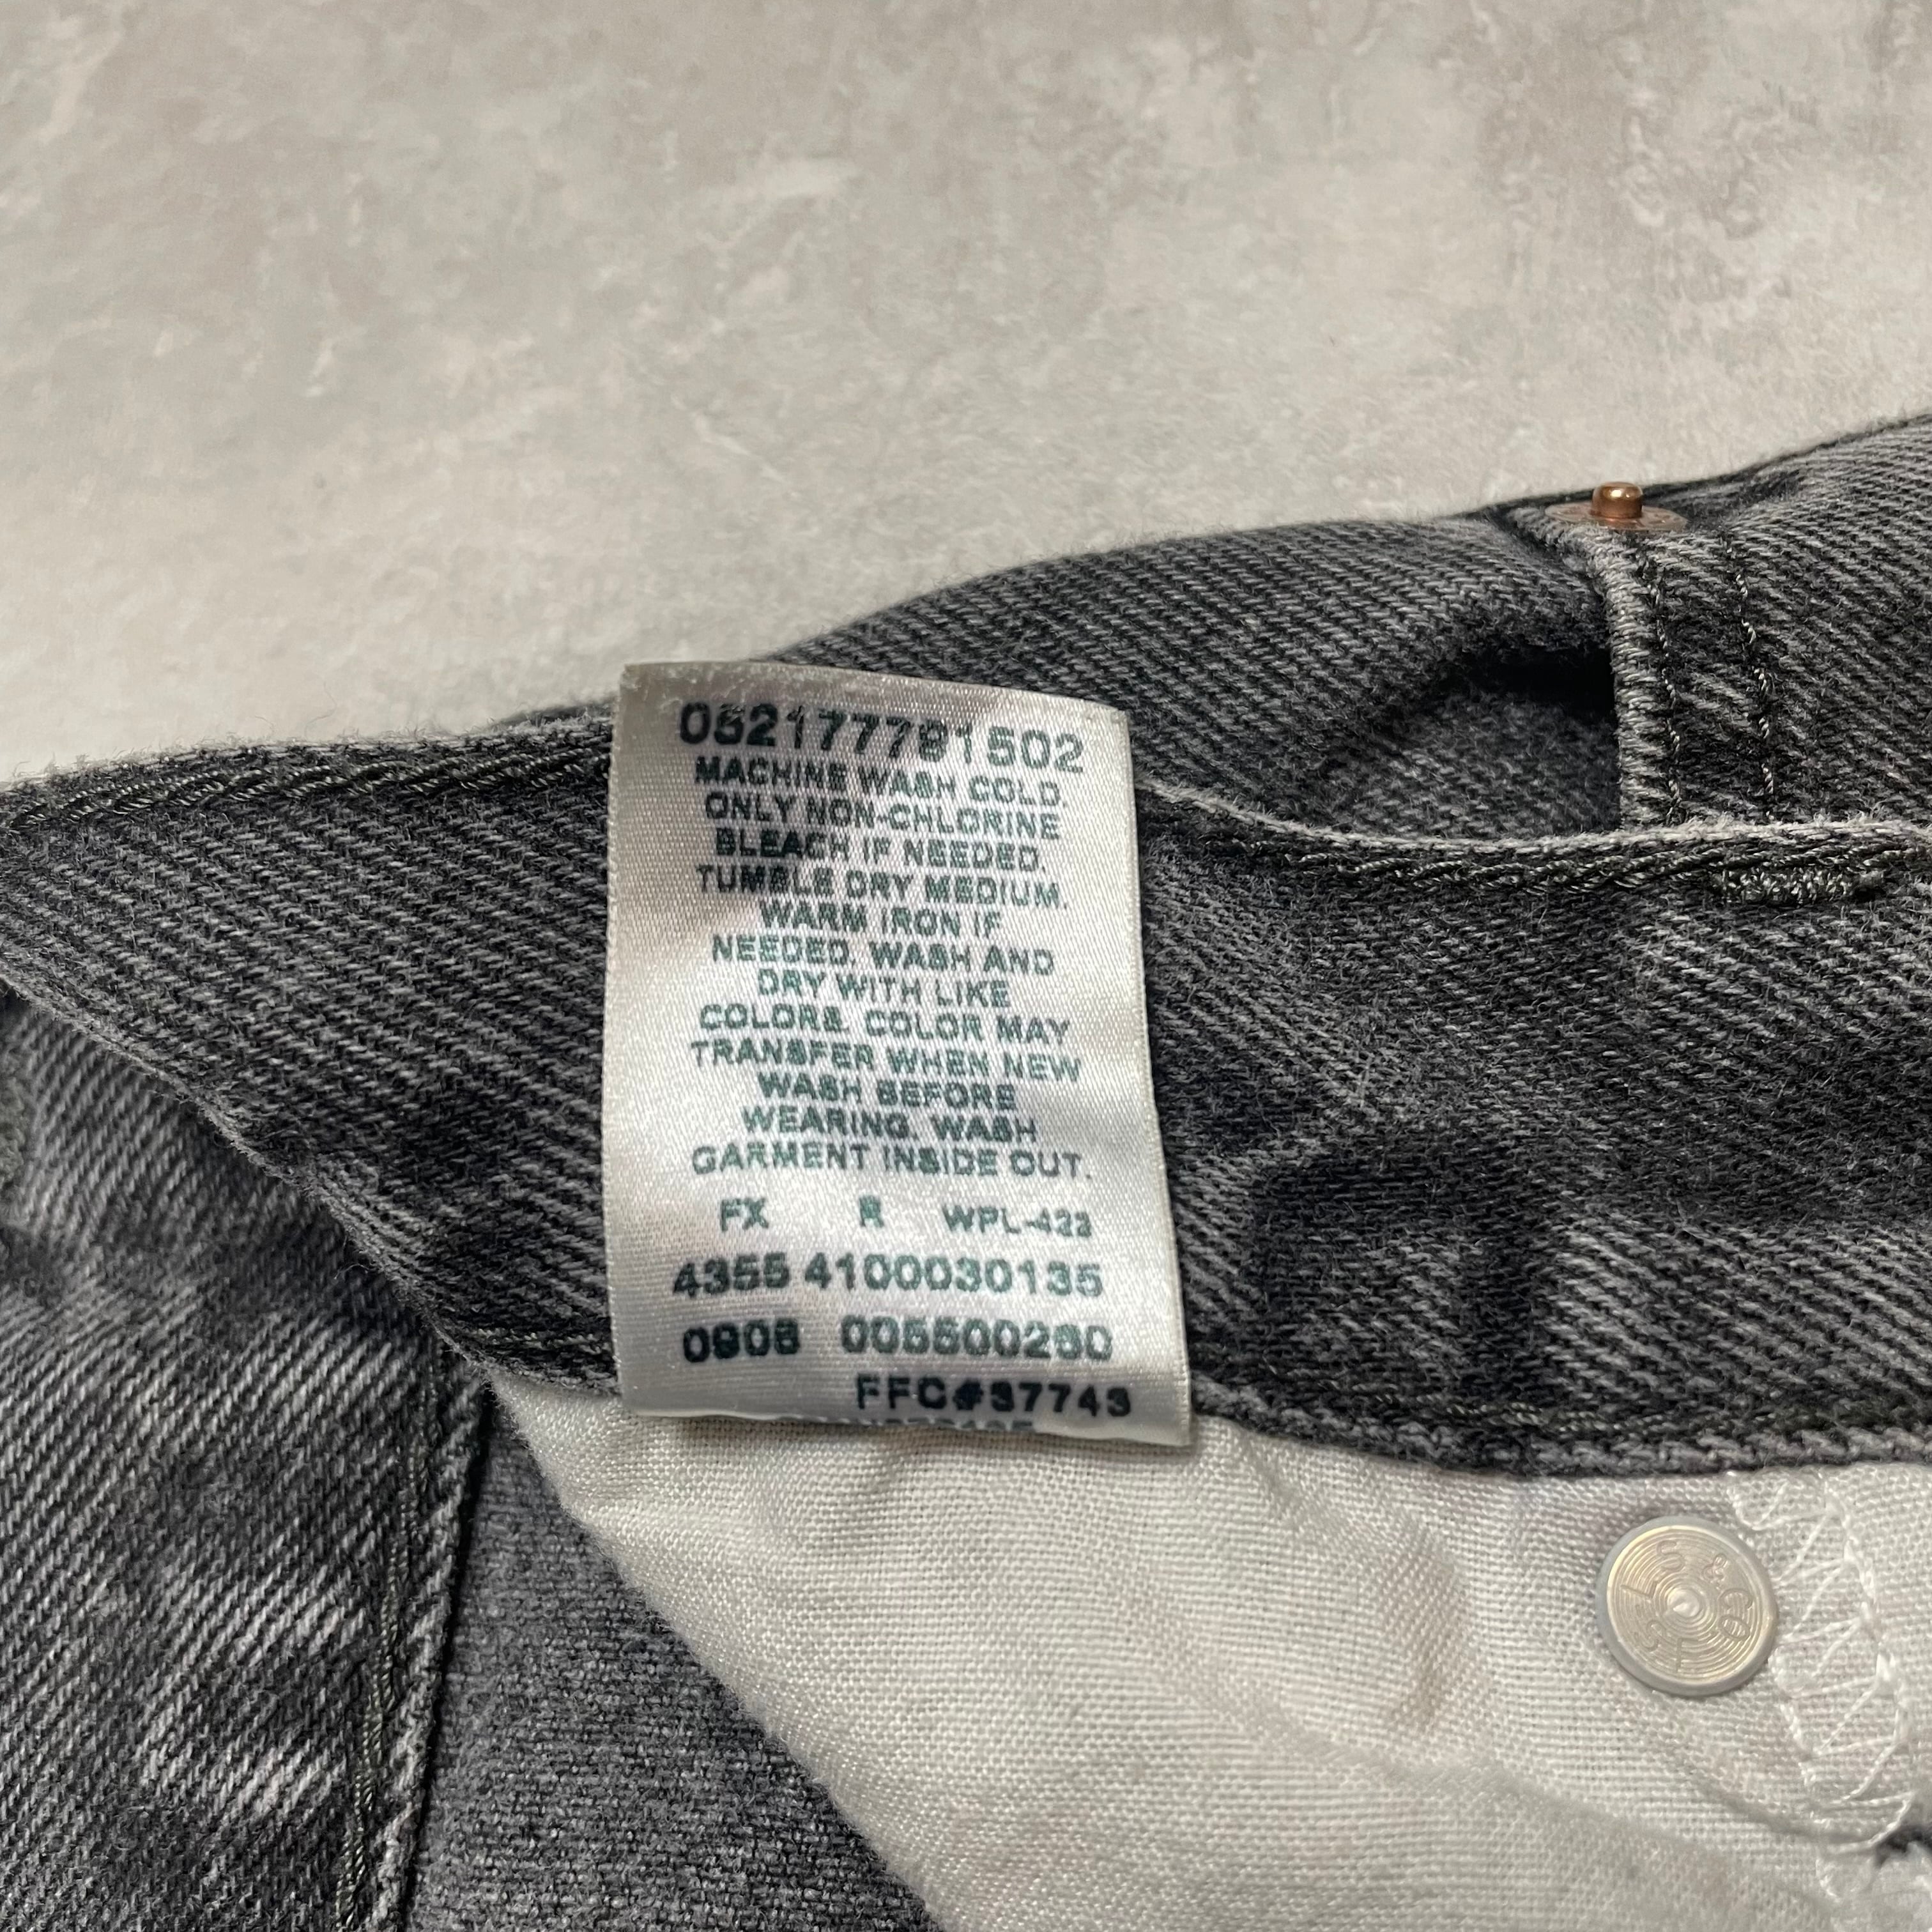 052177791502
MACHINE WASH COLD.
ONLY NON-CHLORINE
BLEACH IF NEEDED.
TUMBLE DRY MEDIUM.
WARM IRON IF
NEEDED. WASH AND
DRY WITH LIKE
COLORS. COLOR MAY
TRANSFER WHEN NEW
WASH BEFORE
WEARING. WASH
GARMENT INSIDE OUT.
FX R WPL-423
4355 4100030135
0908 005500260
FFC#37743